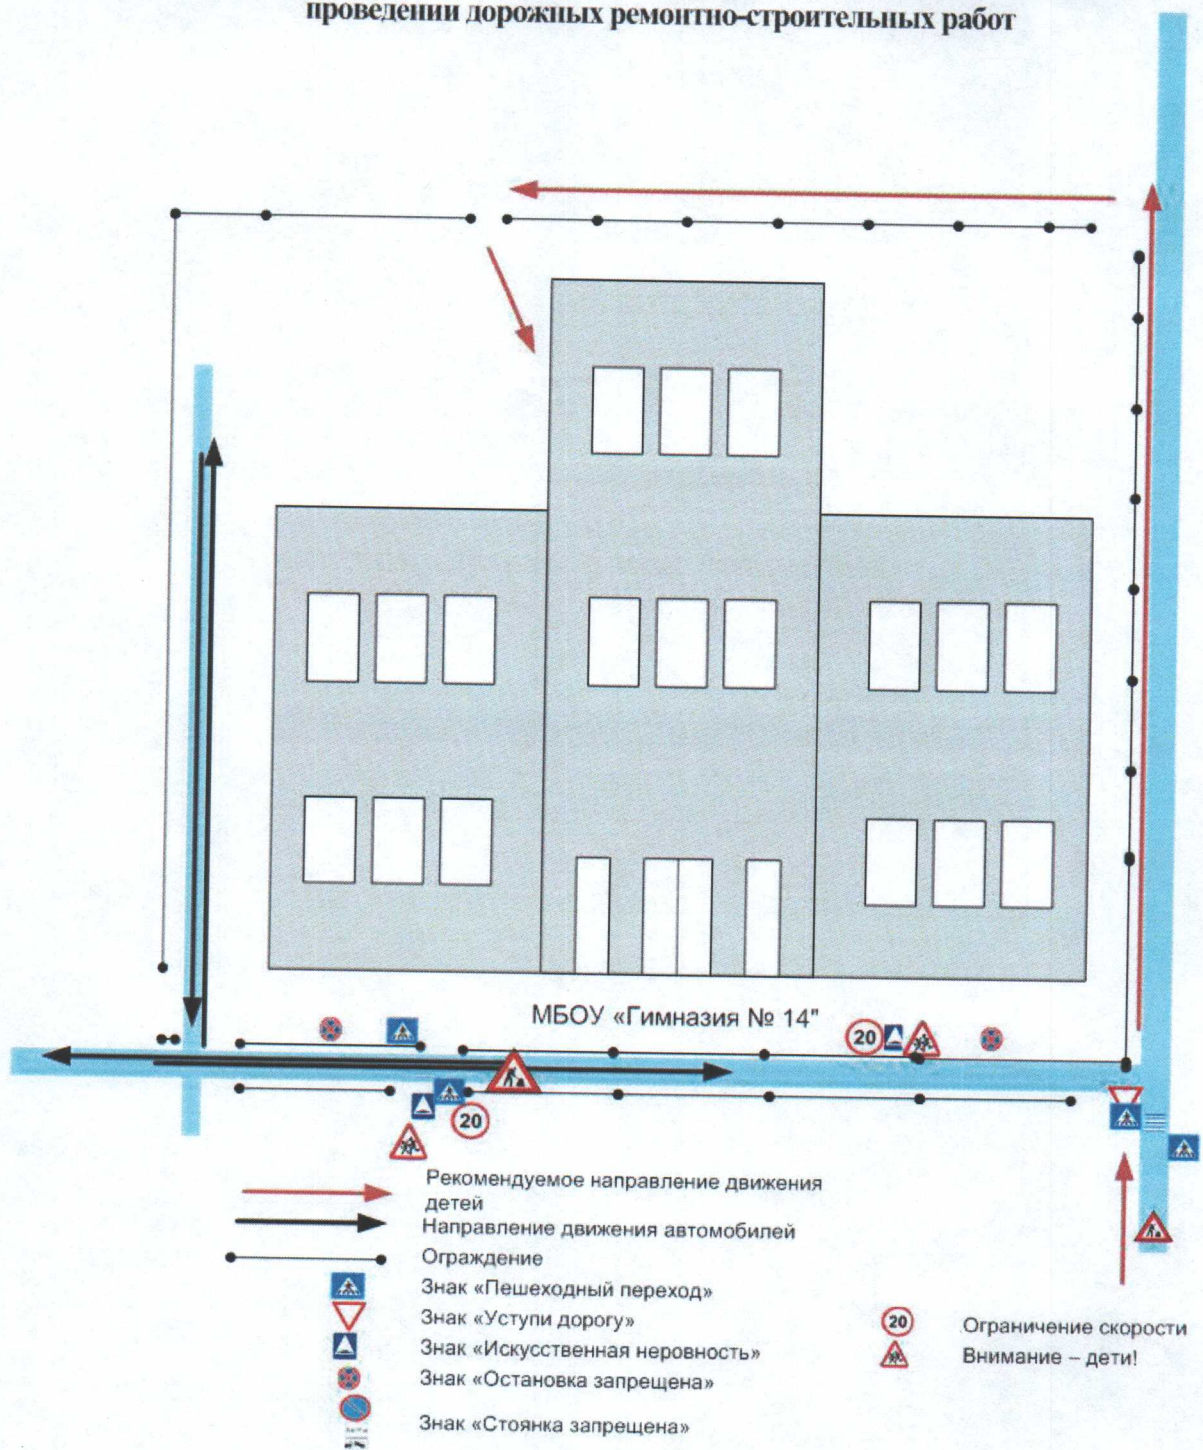 проведении дорожных ремонтно-строительных работ
МБОУ «Гимназия № 14"
20
20
Рекомендуемое направление движения
детей
Направление движения автомобилей
Ограждение
Знак «Пешеходный переход»
Знак «Уступи дорогу»
Знак «Искусственная неровность»
Знак «Остановка запрещена»
Знак «Стоянка запрещена»
20 Ограничение скорости
Внимание – дети!